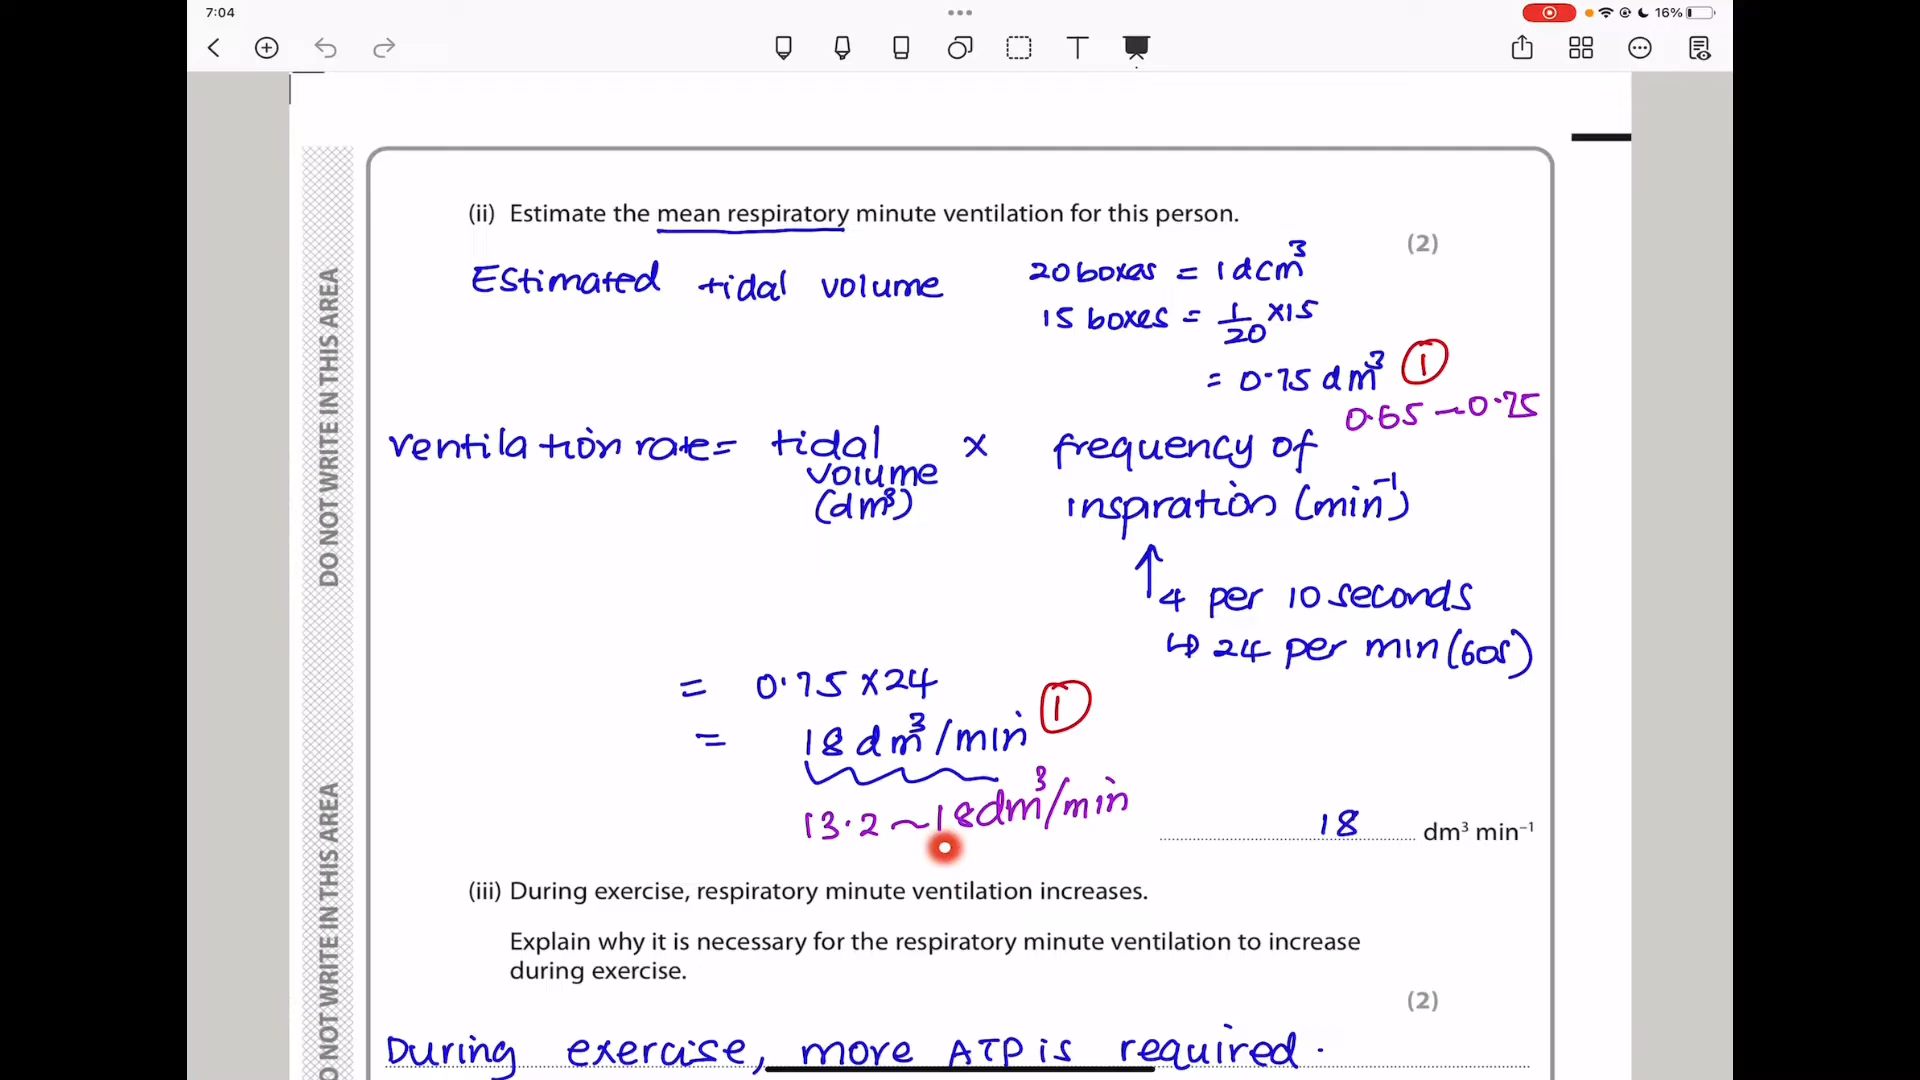 7:04
16%
(ii) Estimate the mean respiratory minute ventilation for this person.
(2)
Estimated tidal volume
20 boxes = 1 dcm³
15 boxes = 1/20 × 15
= 0.75 dm³ ①
0.65 – 0.75
ventilation rate = tidal volume (dm³) × frequency of inspiration (min⁻¹)
↑ 4 per 10 seconds
↳ 24 per min (60s)
= 0.75 × 24
= 18 dm³/min ①
13.2 ~ 18 dm³/min
18 dm³ min⁻¹
(iii) During exercise, respiratory minute ventilation increases.
Explain why it is necessary for the respiratory minute ventilation to increase
during exercise.
(2)
During exercise, more ATP is required.
DO NOT WRITE IN THIS AREA
O NOT WRITE IN THIS AREA